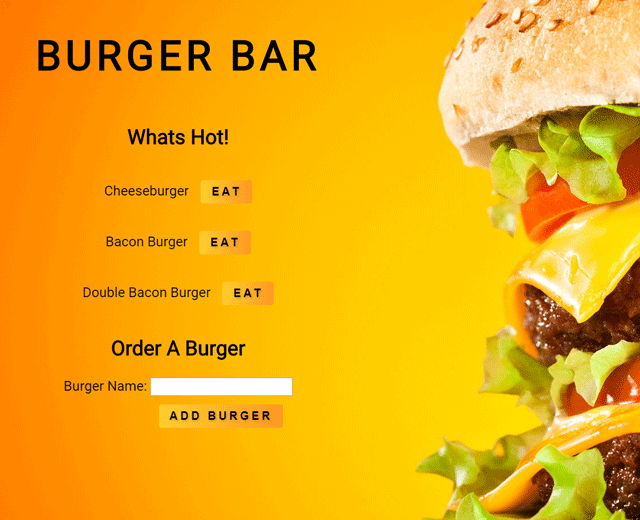 BURGER BAR
Whats Hot!
Cheeseburger EAT
Bacon Burger EAT
Double Bacon Burger EAT
Order A Burger
Burger Name:
ADD BURGER